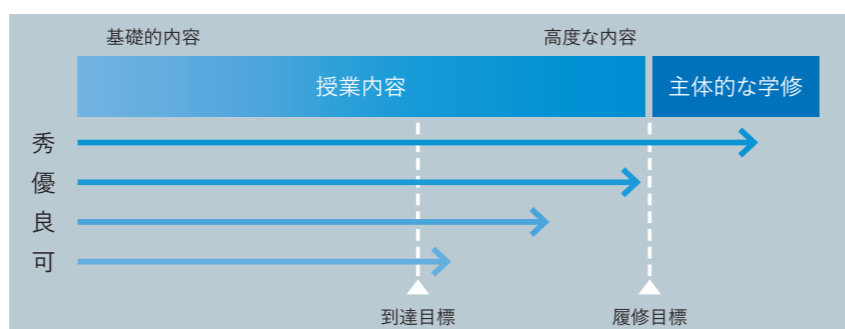 基礎的内容
高度な内容
授業内容
主体的な学修
秀
優
良
可
到達目標
履修目標